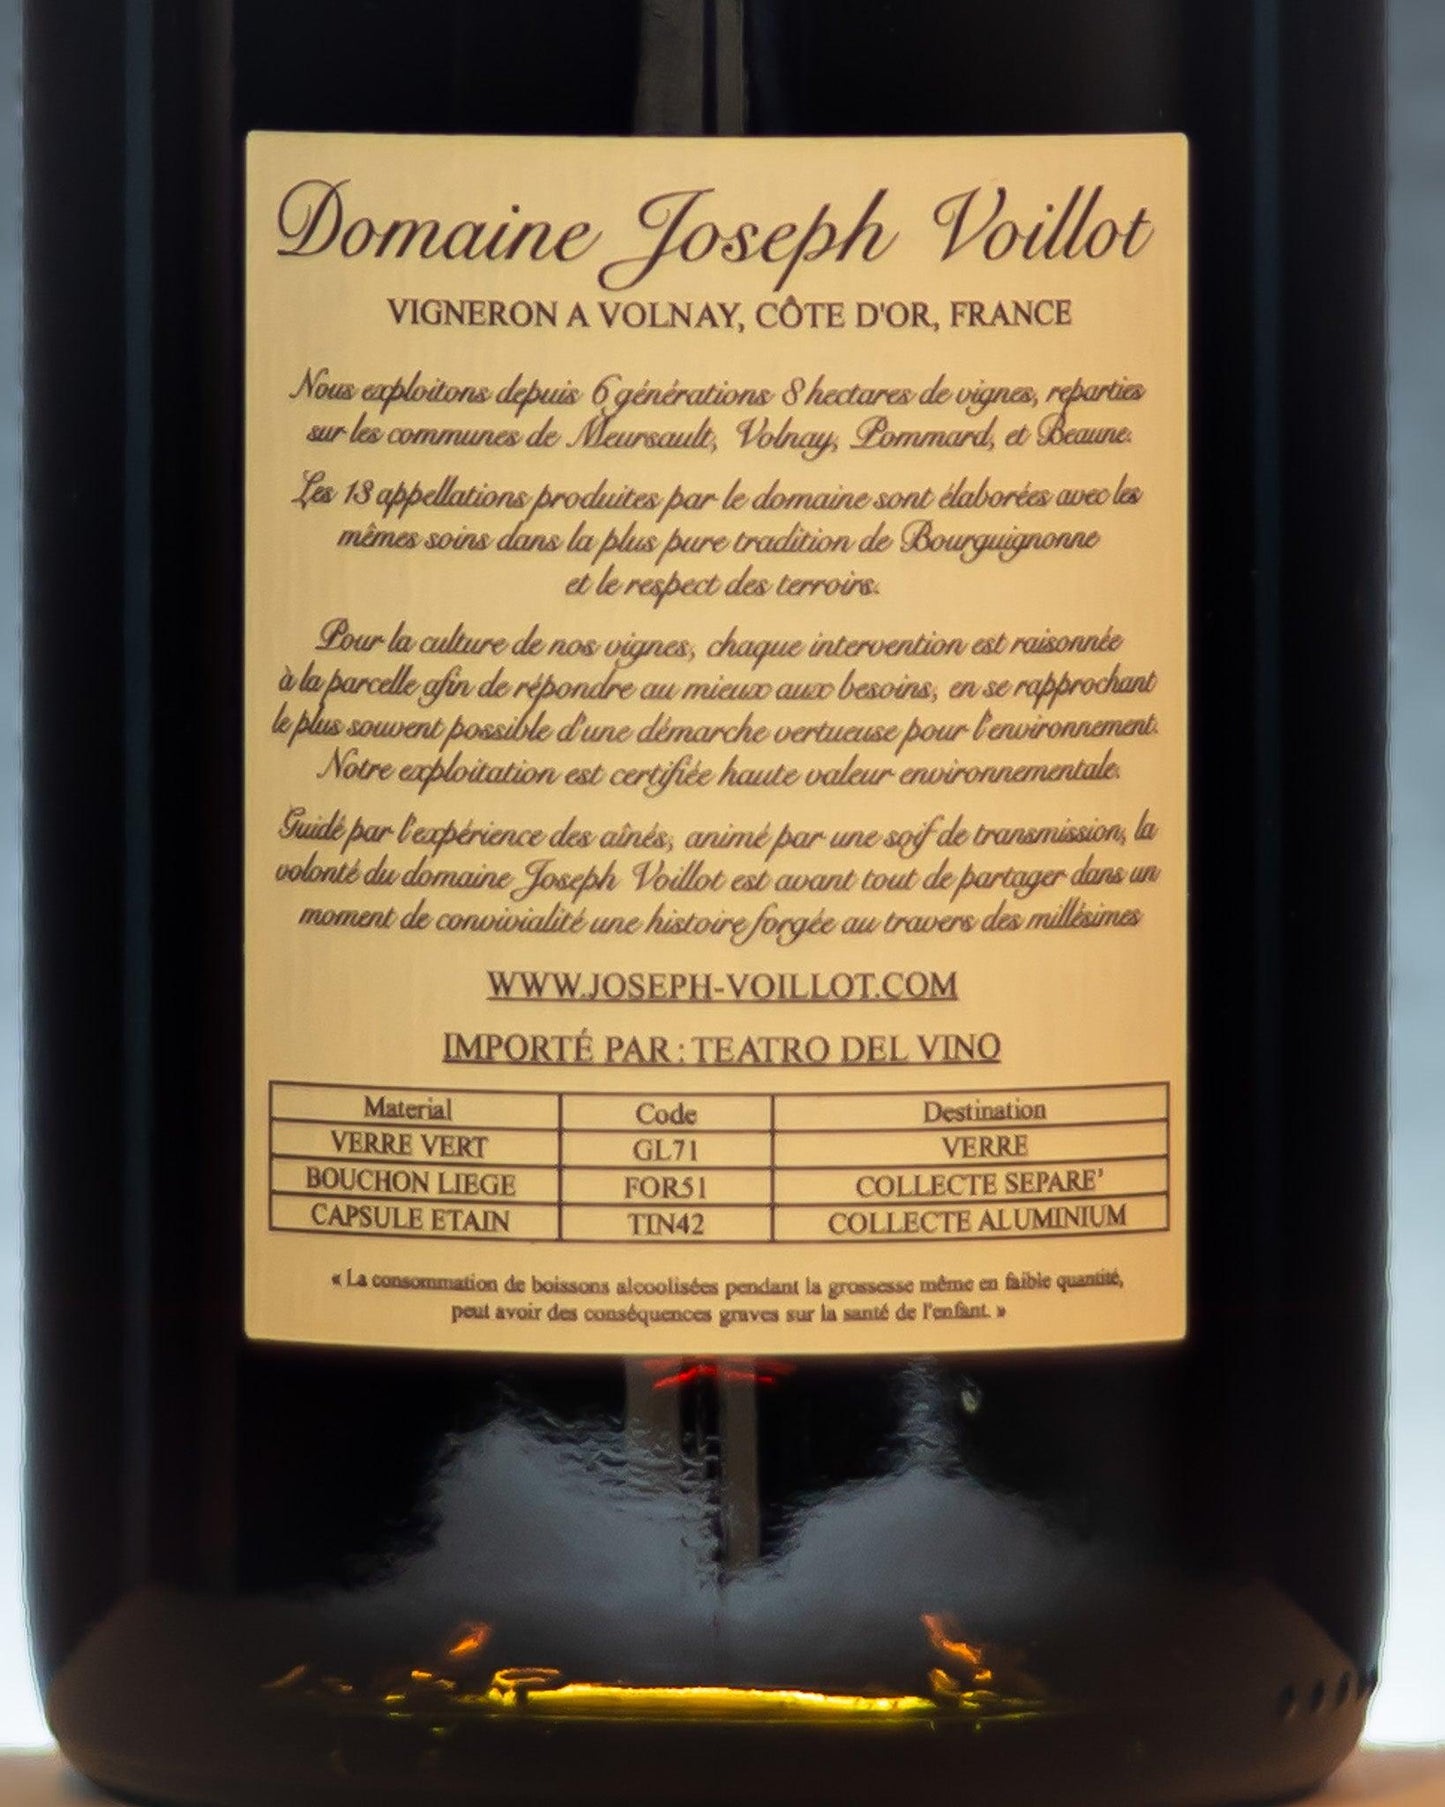 Domaine Joseph Voillot
VIGNERON A VOLNAY, CÔTE D'OR, FRANCE
Nous exploitons depuis 6 générations 8 hectares de vignes, reparties
sur les communes de Meursault, Volnay, Pommard, et Beaune.
Les 13 appellations produites par le domaine sont élaborées avec les
mêmes soins dans la plus pure tradition de Bourguignonne
et le respect des terroirs.
Pour la culture de nos vignes, chaque intervention est raisonnée
à la parcelle afin de répondre au mieux aux besoins, en se rapprochant
le plus souvent possible d'une démarche vertueuse pour l'environnement.
Notre exploitation est certifiée haute valeur environnementale.
Guidé par l'expérience des aînés, animé par une soif de transmission, la
volonté du domaine Joseph Voillot est avant tout de partager dans un
moment de convivialité une histoire forgée au travers des millésimes
WWW.JOSEPH-VOILLOT.COM
IMPORTÉ PAR : TEATRO DEL VINO
Material Code Destination
VERRE VERT GL71 VERRE
BOUCHON LIEGE FOR51 COLLECTE SEPARE'
CAPSULE ETAIN TIN42 COLLECTE ALUMINIUM
« La consommation de boissons alcoolisées pendant la grossesse même en faible quantité,
peut avoir des conséquences graves sur la santé de l'enfant. »